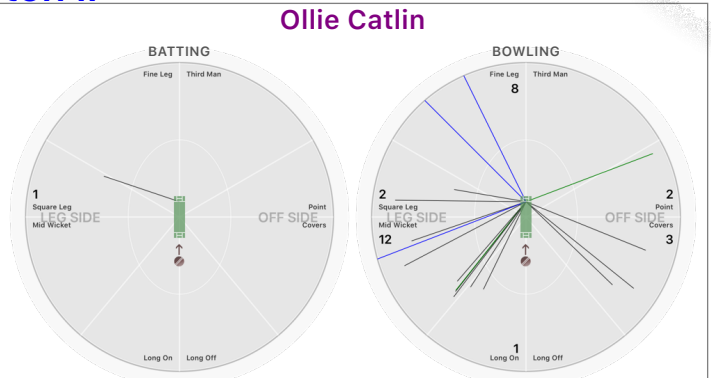 Ollie Catlin
BATTING
Fine Leg Third Man
1
Square Leg Point
LEG SIDE OFF SIDE
Mid Wicket Covers
Long On Long Off
BOWLING
Fine Leg Third Man
8
2 2
Square Leg Point
LEG SIDE OFF SIDE
Mid Wicket Covers
12 3
1
Long On Long Off